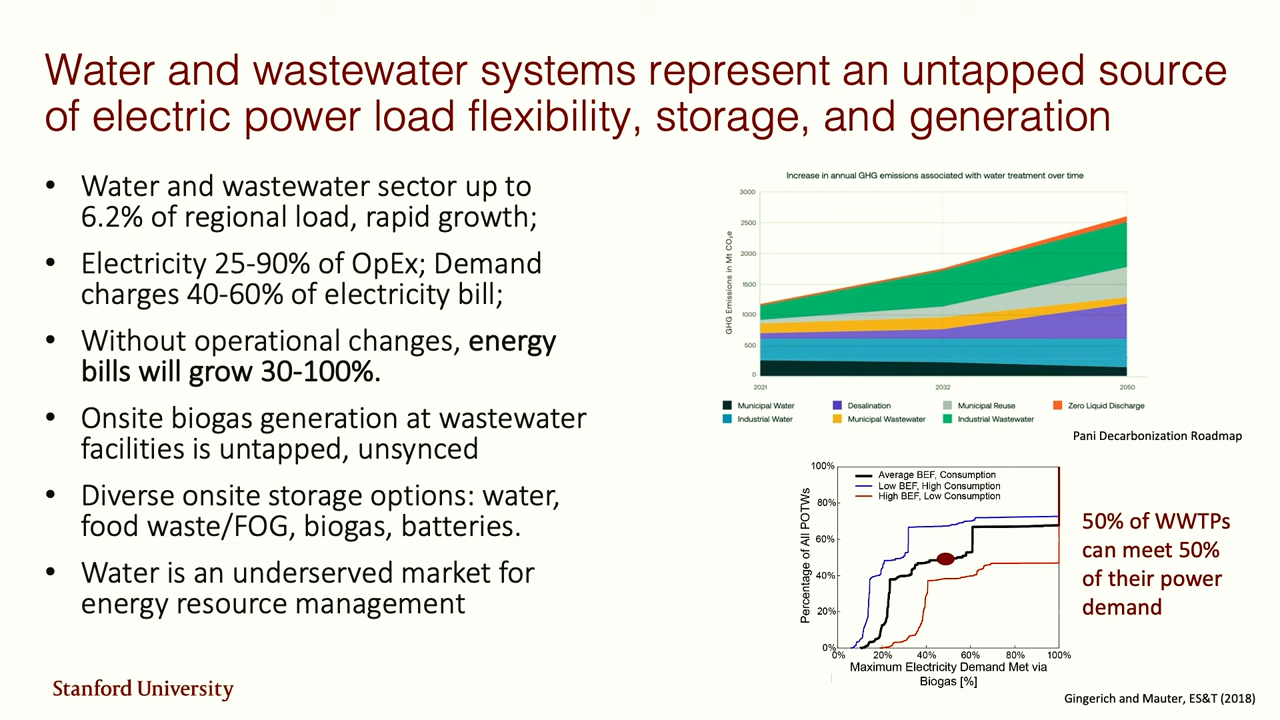 Water and wastewater systems represent an untapped source
of electric power load flexibility, storage, and generation
• Water and wastewater sector up to
6.2% of regional load, rapid growth;
• Electricity 25-90% of OpEx; Demand
charges 40-60% of electricity bill;
• Without operational changes, energy
bills will grow 30-100%.
• Onsite biogas generation at wastewater
facilities is untapped, unsynced
• Diverse onsite storage options: water,
food waste/FOG, biogas, batteries.
• Water is an underserved market for
energy resource management
Stanford University
Increase in annual GHG emissions associated with water treatment over time
GHG Emissions in Mt CO₂e
3000
2500
2000
1500
1000
500
0
2021 2032 2050
Municipal Water Desalination Municipal Reuse Zero Liquid Discharge
Industrial Water Municipal Wastewater Industrial Wastewater
Pani Decarbonization Roadmap
Percentage of All POTWs
100%
80%
60%
40%
20%
0%
Average BEF, Consumption
Low BEF, High Consumption
High BEF, Low Consumption
0% 20% 40% 60% 80% 100%
Maximum Electricity Demand Met via
Biogas [%]
50% of WWTPs
can meet 50%
of their power
demand
Gingerich and Mauter, ES&T (2018)